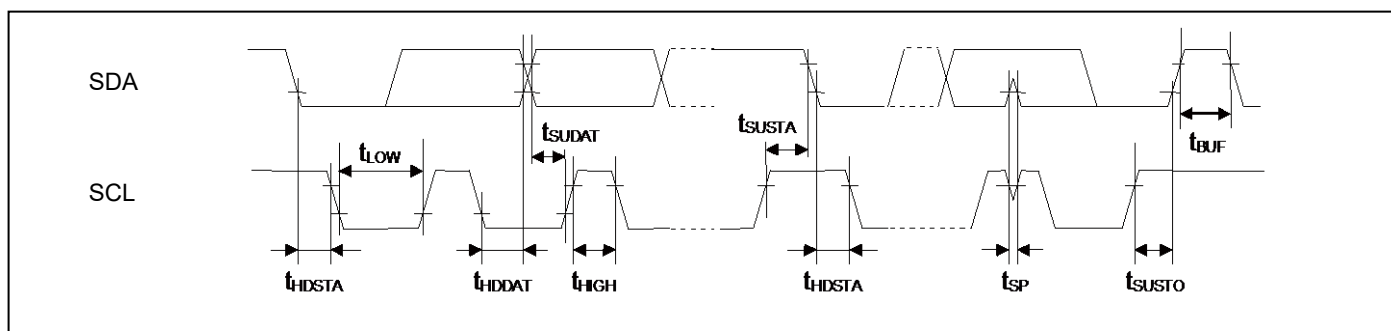 SDA
tSUDAT
tSUSTA
tBUF
tLOW
SCL
tHDSTA
tHDDAT
tHIGH
tHDSTA
tSP
tSUSTO